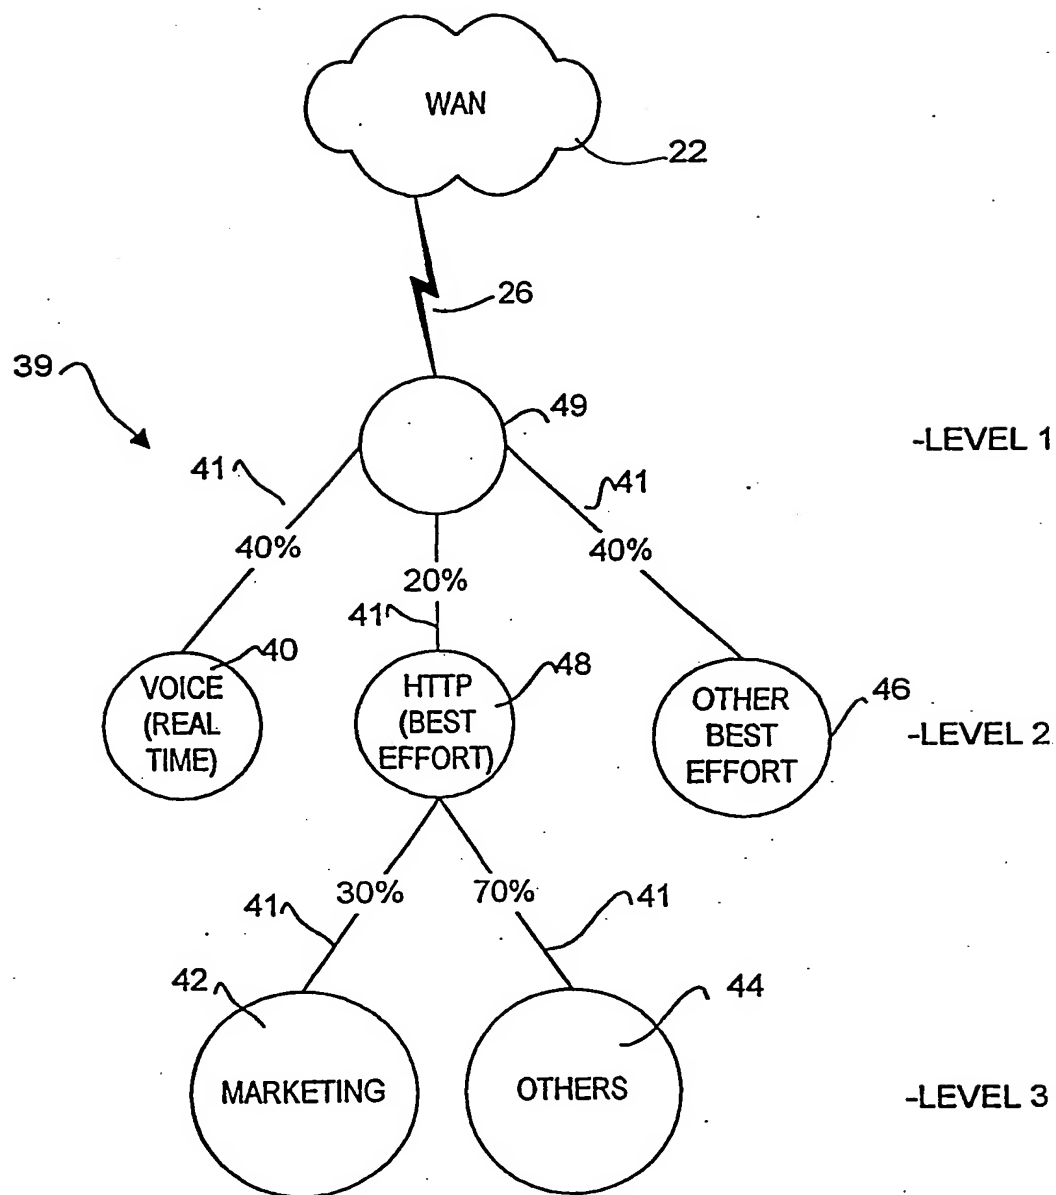 WAN
22
26
39
49
-LEVEL 1
41
41
40%
20%
40%
41
40
48
46
VOICE
(REAL
TIME)
HTTP
(BEST
EFFORT)
OTHER
BEST
EFFORT
-LEVEL 2
30%
70%
41
41
42
44
MARKETING
OTHERS
-LEVEL 3